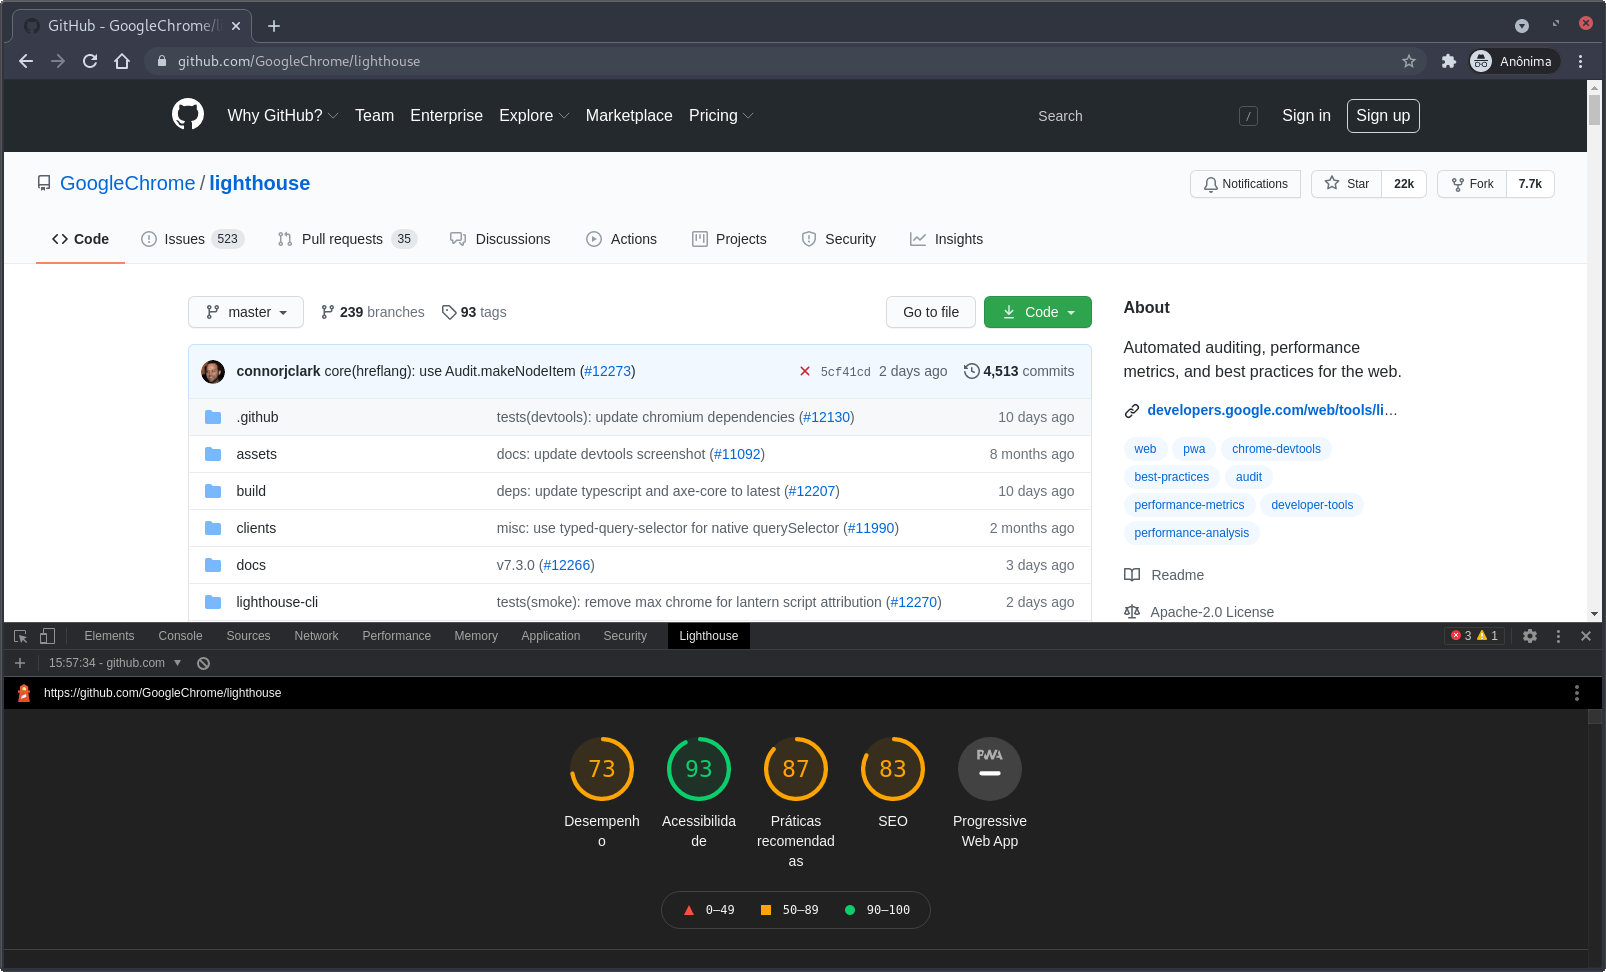 GitHub - GoogleChrome/li
github.com/GoogleChrome/lighthouse
Anônima
Why GitHub? Team Enterprise Explore Marketplace Pricing
Search /
Sign in Sign up
GoogleChrome / lighthouse
Notifications Star 22k Fork 7.7k
Code Issues 523 Pull requests 35 Discussions Actions Projects Security Insights
master 239 branches 93 tags Go to file Code
connorjclark core(hreflang): use Audit.makeNodeItem (#12273) 5cf41cd 2 days ago 4,513 commits
.github tests(devtools): update chromium dependencies (#12130) 10 days ago
assets docs: update devtools screenshot (#11092) 8 months ago
build deps: update typescript and axe-core to latest (#12207) 10 days ago
clients misc: use typed-query-selector for native querySelector (#11990) 2 months ago
docs v7.3.0 (#12266) 3 days ago
lighthouse-cli tests(smoke): remove max chrome for lantern script attribution (#12270) 2 days ago
About
Automated auditing, performance
metrics, and best practices for the web.
developers.google.com/web/tools/li…
web pwa chrome-devtools
best-practices audit
performance-metrics developer-tools
performance-analysis
Readme
Apache-2.0 License
Elements Console Sources Network Performance Memory Application Security Lighthouse 3 1
15:57:34 - github.com
https://github.com/GoogleChrome/lighthouse
73 93 87 83 PWA
Desempenh
o
Acessibilida
de
Práticas
recomendad
as
SEO
Progressive
Web App
0–49 50–89 90–100